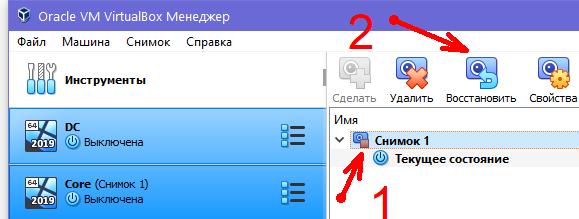 Oracle VM VirtualBox Менеджер
Файл Машина Снимок Справка
2
Инструменты
Сделать Удалить Восстановить Свойства
Имя
64
2019
DC
Выключена
Снимок 1
Текущее состояние
64
2019
Core (Снимок 1)
Выключена
1